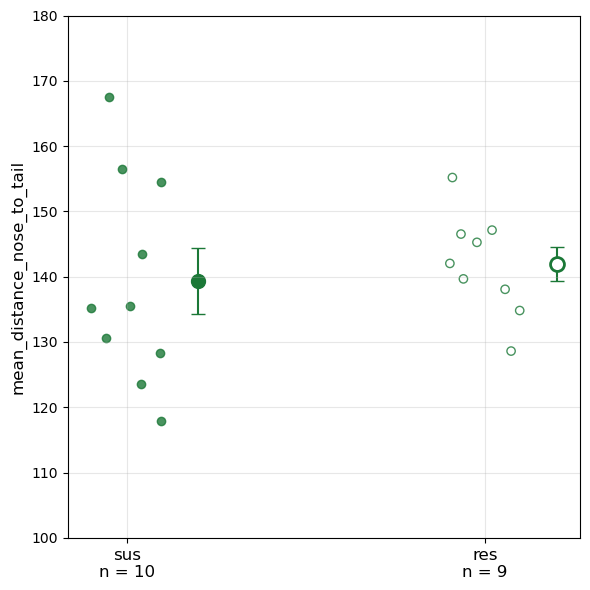 mean_distance_nose_to_tail
180
170
160
150
140
130
120
110
100
sus
n = 10
res
n = 9